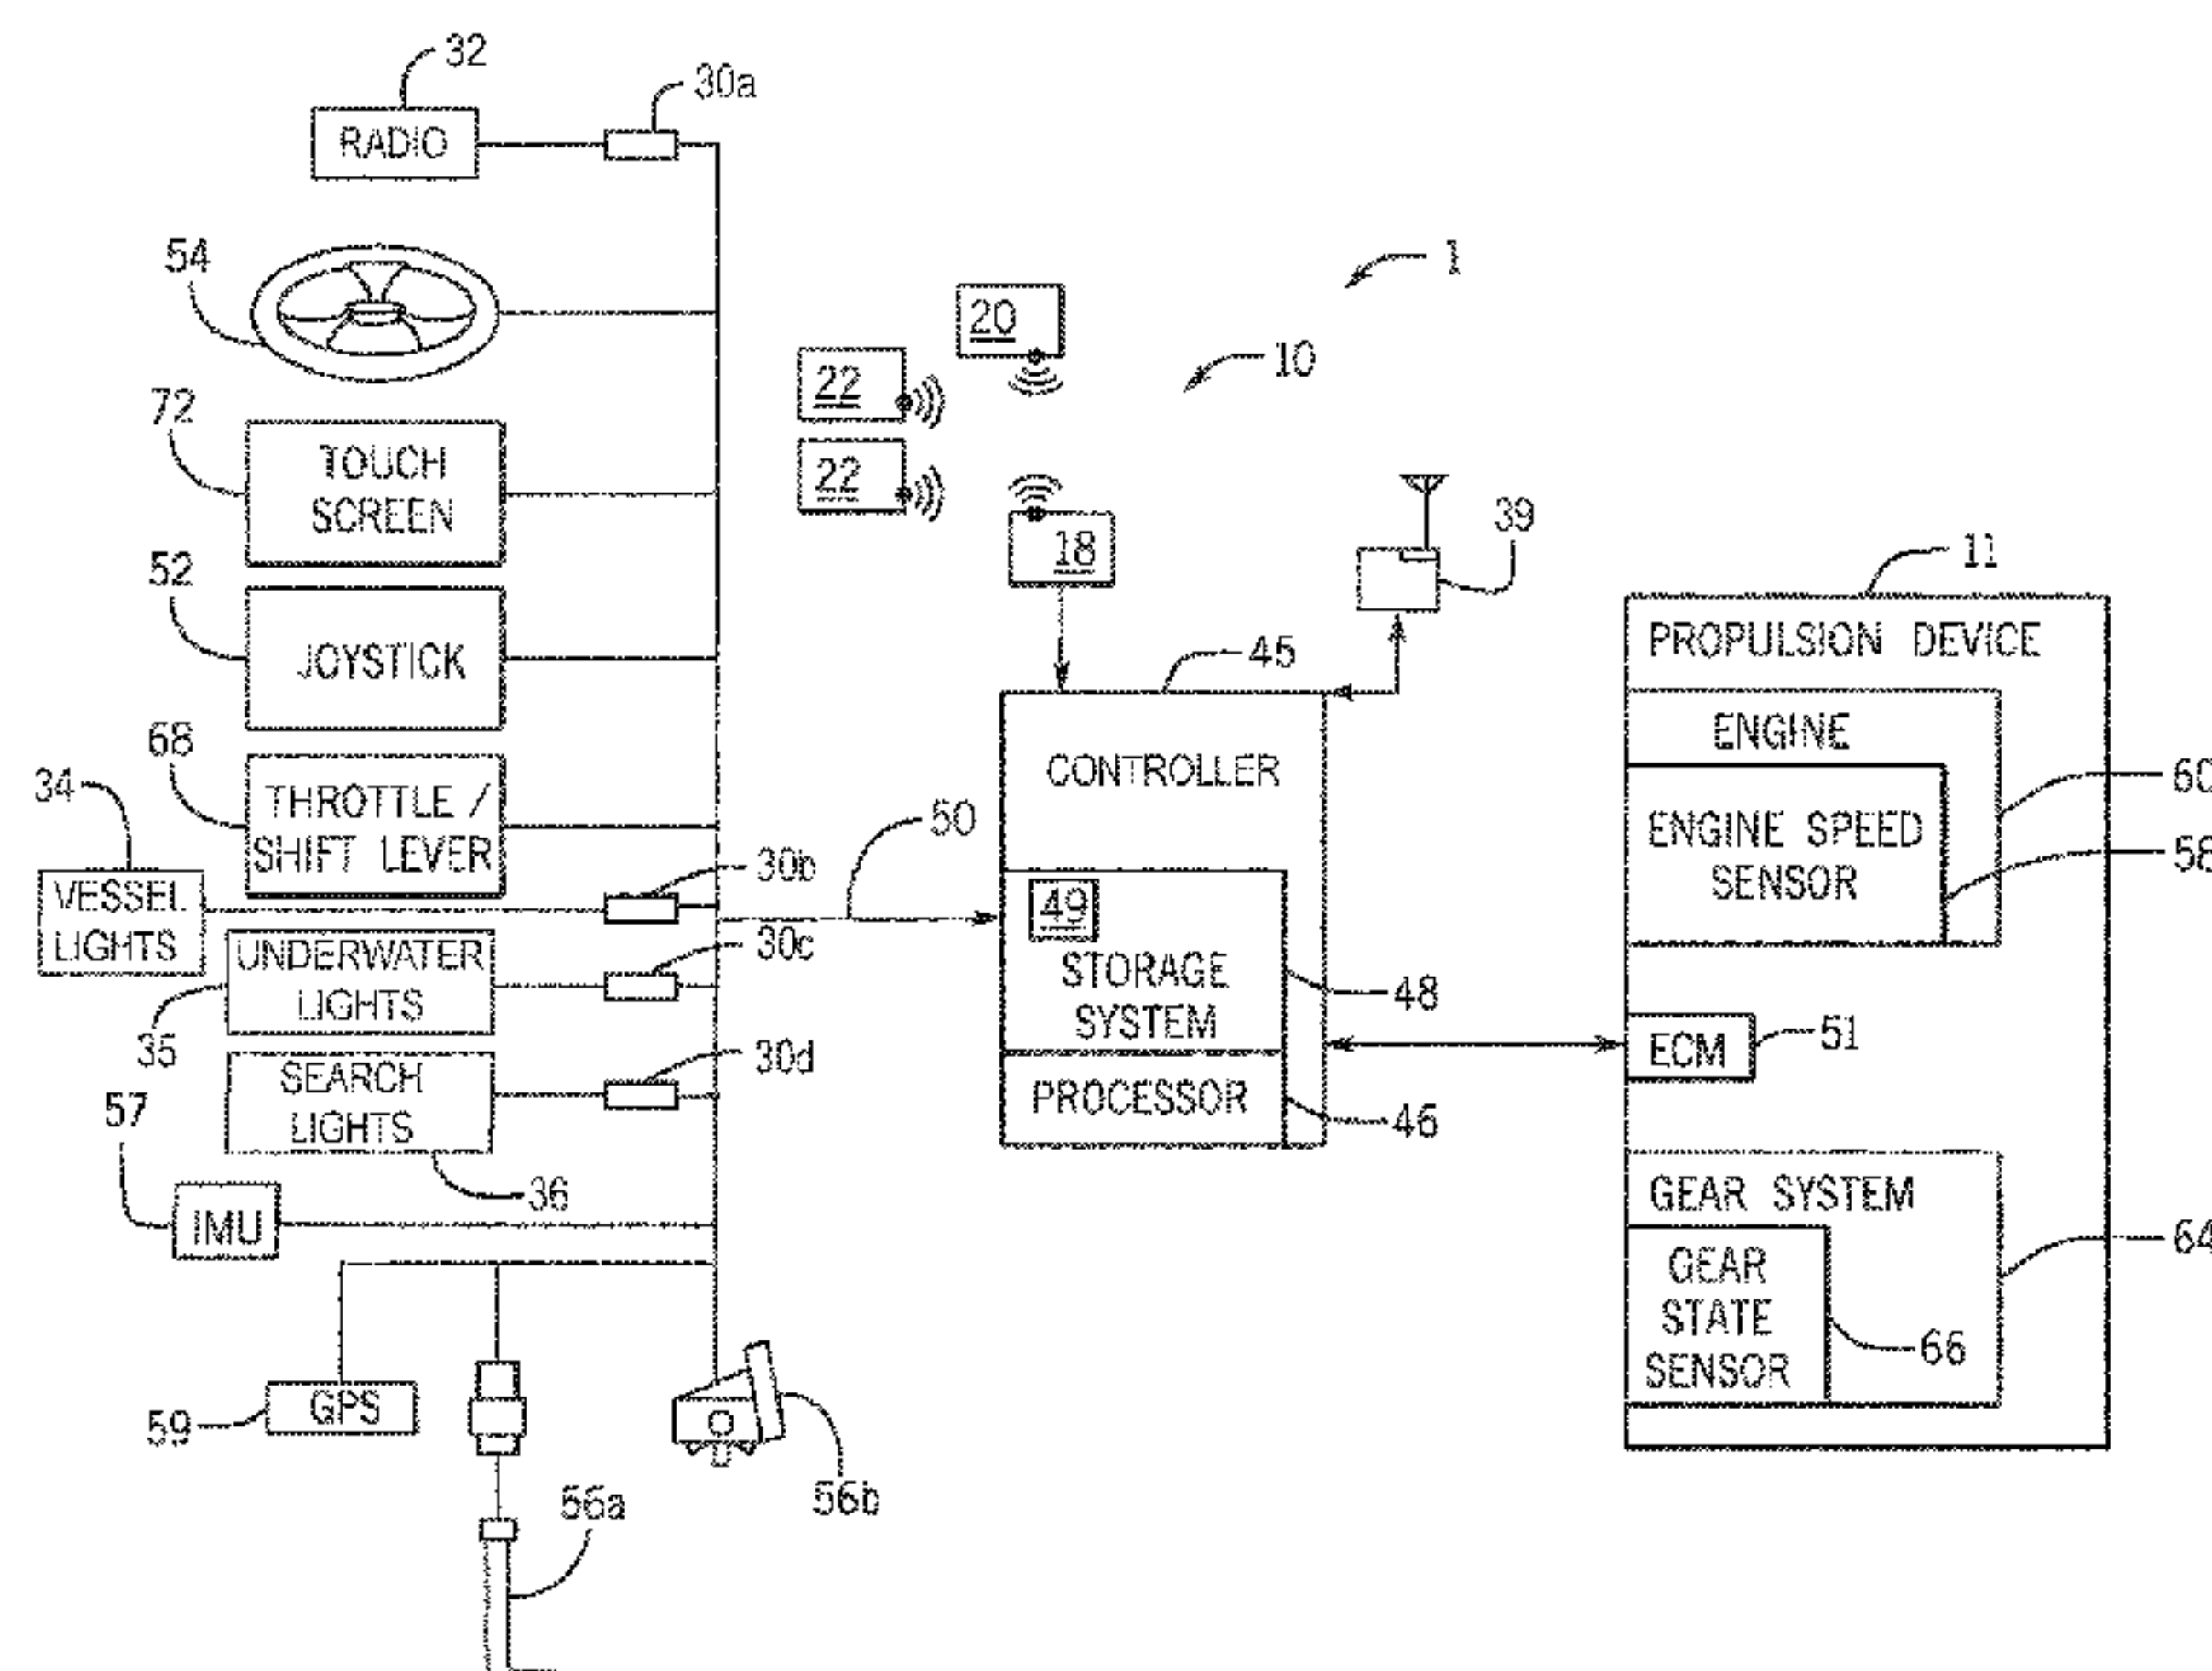 32
30a
RADIO
54
1
20
10
22
72
TOUCH
SCREEN
22
39
18
52
11
JOYSTICK
45
PROPULSION DEVICE
68
ENGINE
34
THROTTLE /
SHIFT LEVER
CONTROLLER
60
50
ENGINE SPEED
SENSOR
58
30b
VESSEL
LIGHTS
49
UNDERWATER
LIGHTS
30c
STORAGE
SYSTEM
48
35
51
ECM
SEARCH
LIGHTS
30d
57
PROCESSOR
46
36
GEAR SYSTEM
IMU
64
GEAR
STATE
SENSOR
66
59
GPS
56a
56b